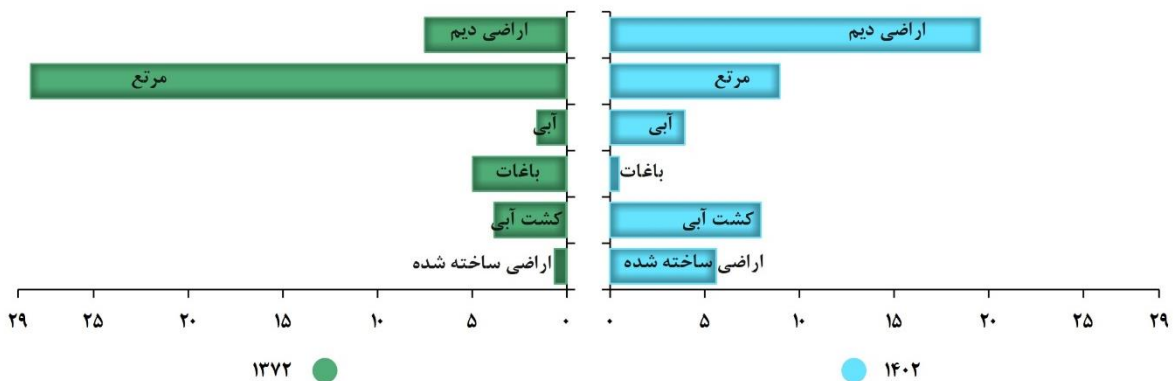 اراضی دیم
مرتع
آبی
باغات
کشت آبی
اراضی ساخته شده
۰ ۵ ۱۰ ۱۵ ۲۰ ۲۵ ۲۹
۱۴۰۲
اراضی دیم
مرتع
آبی
باغات
کشت آبی
اراضی ساخته شده
۲۹ ۲۵ ۲۰ ۱۵ ۱۰ ۵ ۰
۱۳۷۲